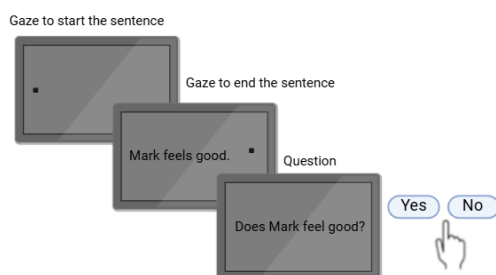 Gaze to start the sentence
Gaze to end the sentence
Mark feels good.
Question
Does Mark feel good?
Yes
No